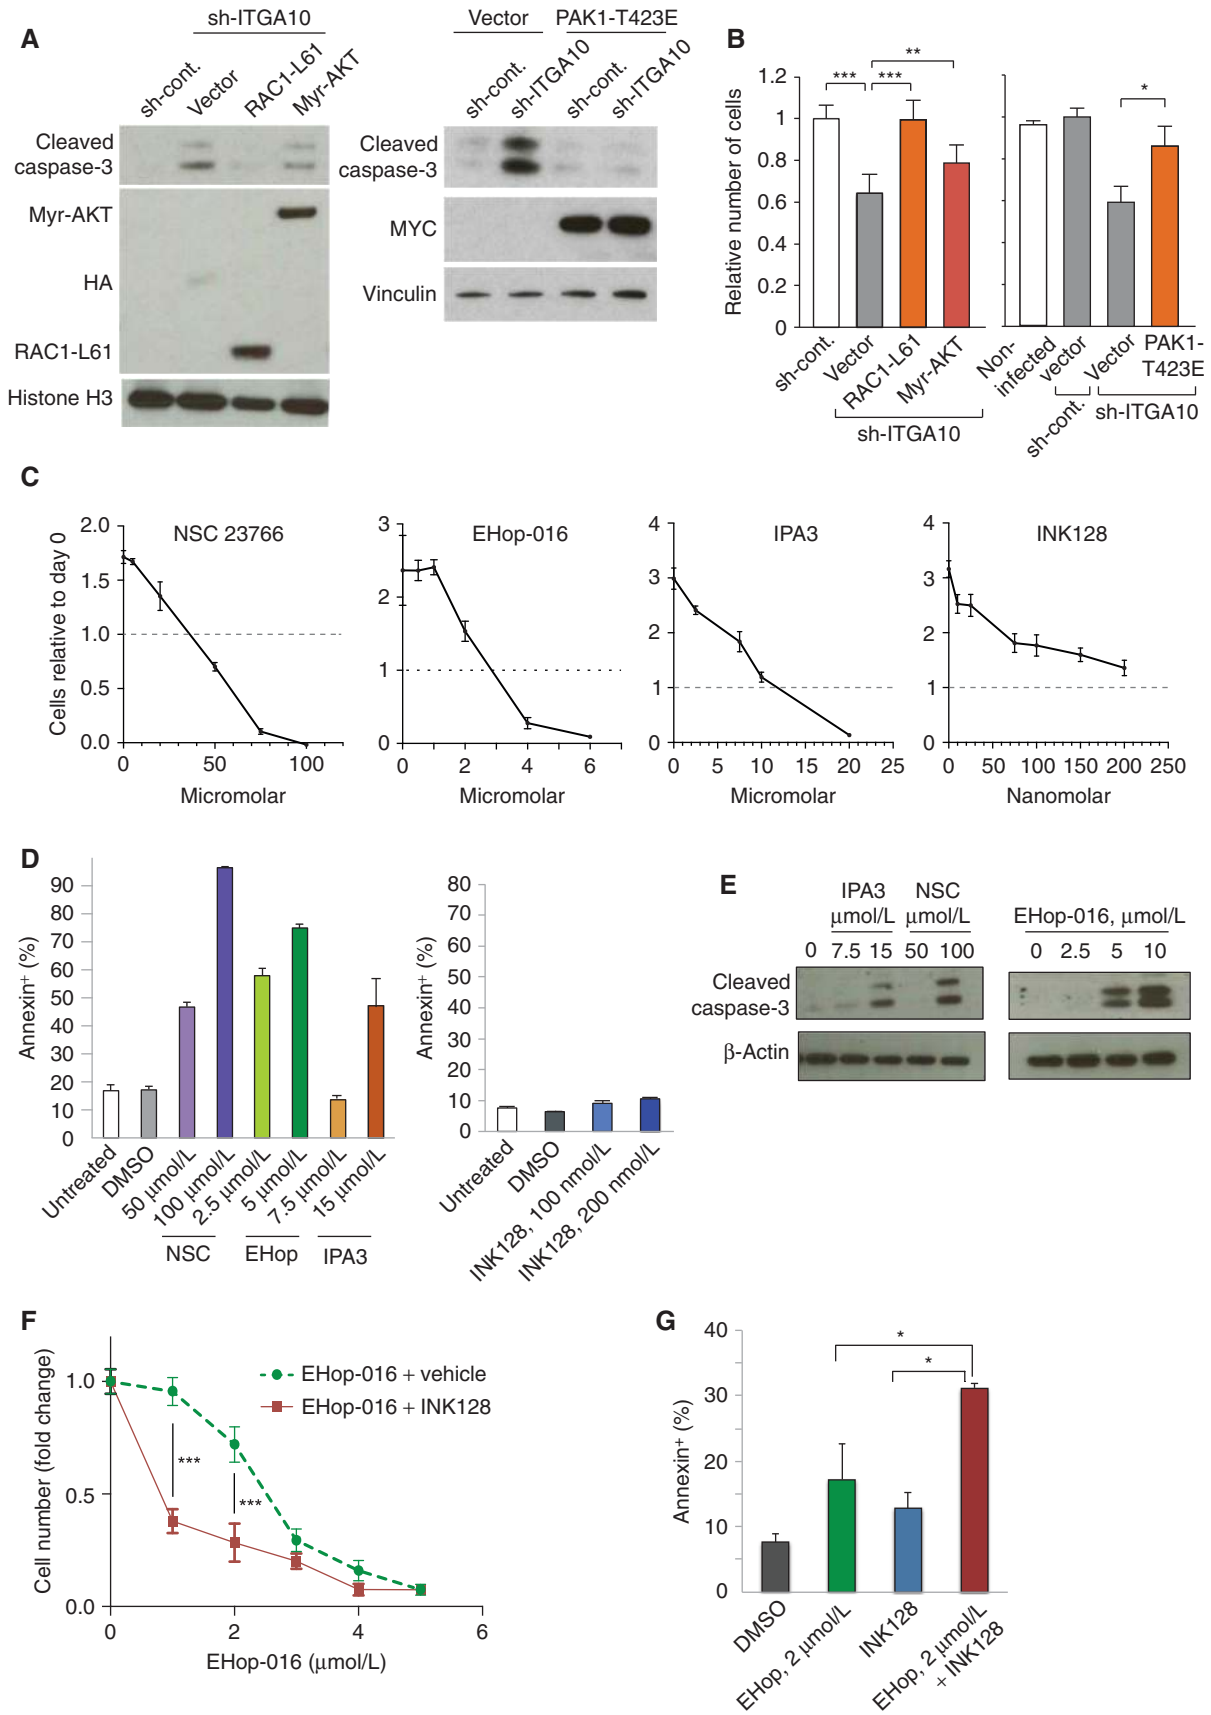 A
sh-ITGA10
sh-cont.
Vector
RAC1-L61
Myr-AKT
Cleaved
caspase-3
Myr-AKT
HA
RAC1-L61
Histone H3
Vector
PAK1-T423E
sh-cont.
sh-ITGA10
sh-cont.
sh-ITGA10
Cleaved
caspase-3
MYC
Vinculin
B
Relative number of cells
1.2
1
0.8
0.6
0.4
0.2
0
***
***
**
*
sh-cont.
Vector
RAC1-L61
Myr-AKT
sh-ITGA10
Non-
infected
vector
sh-cont.
Vector
PAK1-
T423E
sh-ITGA10
C
Cells relative to day 0
NSC 23766
2.0
1.5
1.0
0.5
0.0
0 50 100
Micromolar
EHop-016
3
2
1
0
0 2 4 6
Micromolar
IPA3
4
3
2
1
0
0 5 10 15 20 25
Micromolar
INK128
4
3
2
1
0
0 50 100 150 200 250
Nanomolar
D
Annexin⁺ (%)
90
80
70
60
50
40
30
20
10
0
Untreated
DMSO
50 μmol/L
100 μmol/L
2.5 μmol/L
5 μmol/L
7.5 μmol/L
15 μmol/L
NSC EHop IPA3
Annexin⁺ (%)
80
70
60
50
40
30
20
10
0
Untreated
DMSO
INK128, 100 nmol/L
INK128, 200 nmol/L
E
IPA3 NSC
μmol/L μmol/L
0 7.5 15 50 100
EHop-016, μmol/L
0 2.5 5 10
Cleaved
caspase-3
β-Actin
F
Cell number (fold change)
1.0
0.5
0.0
EHop-016 + vehicle
EHop-016 + INK128
***
***
0 2 4 6
EHop-016 (μmol/L)
G
Annexin⁺ (%)
40
30
20
10
0
*
*
DMSO
EHop, 2 μmol/L
INK128
EHop, 2 μmol/L
+ INK128